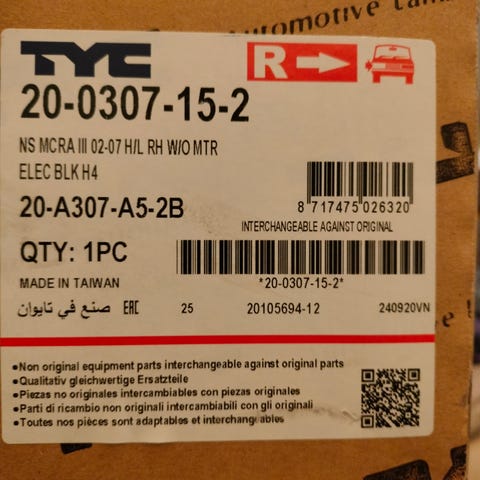 Automotive
TYC
R
20-0307-15-2
NS MCRA III 02-07 H/L RH W/O MTR
ELEC BLK H4
20-A307-A5-2B
8 717475 026320
INTERCHANGEABLE AGAINST ORIGINAL
QTY: 1PC
MADE IN TAIWAN
*20-0307-15-2*
صنع في تايوان EAC 25 20105694-12 240920VN
•Non original equipment parts interchangeable against original parts
•Qualitativ gleichwertige Ersatzteile
•Piezas no originales intercambiables con piezas originales
•Parti di ricambio non originali intercambiabili con gli originali
•Toutes nos pièces sont adaptables et interchangeables